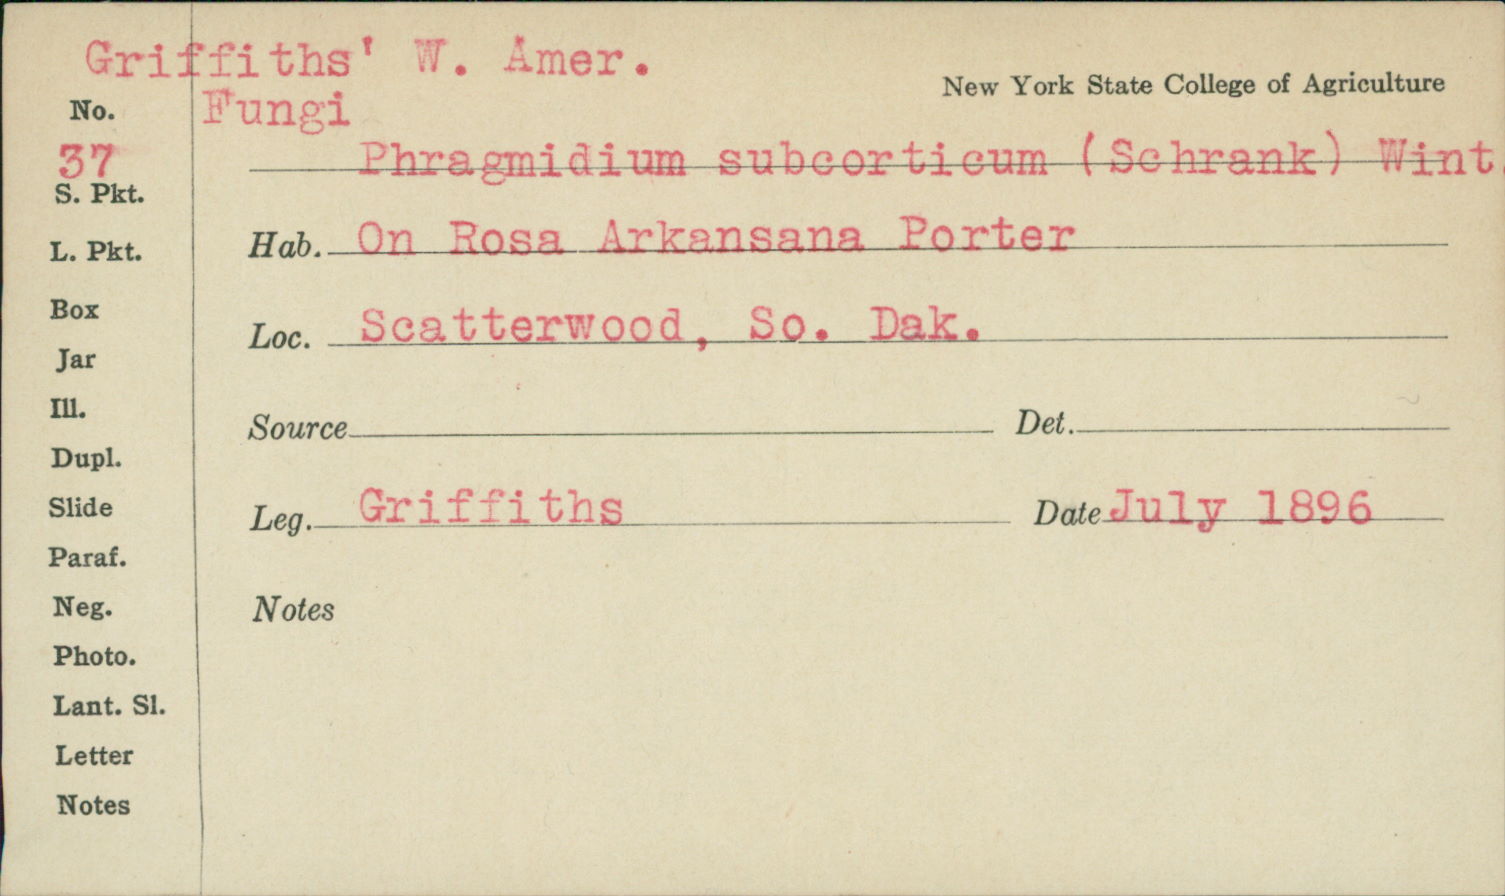 Griffiths' W. Amer.
New York State College of Agriculture
No. Fungi
37 Phragmidium subcorticum (Schrank) Wint.
S. Pkt.
Hab. On Rosa Arkansana Porter
L. Pkt.
Box
Loc. Scatterwood, So. Dak.
Jar
Ill.
Source Det.
Dupl.
Slide
Leg. Griffiths Date July 1896
Paraf.
Neg.
Notes
Photo.
Lant. Sl.
Letter
Notes